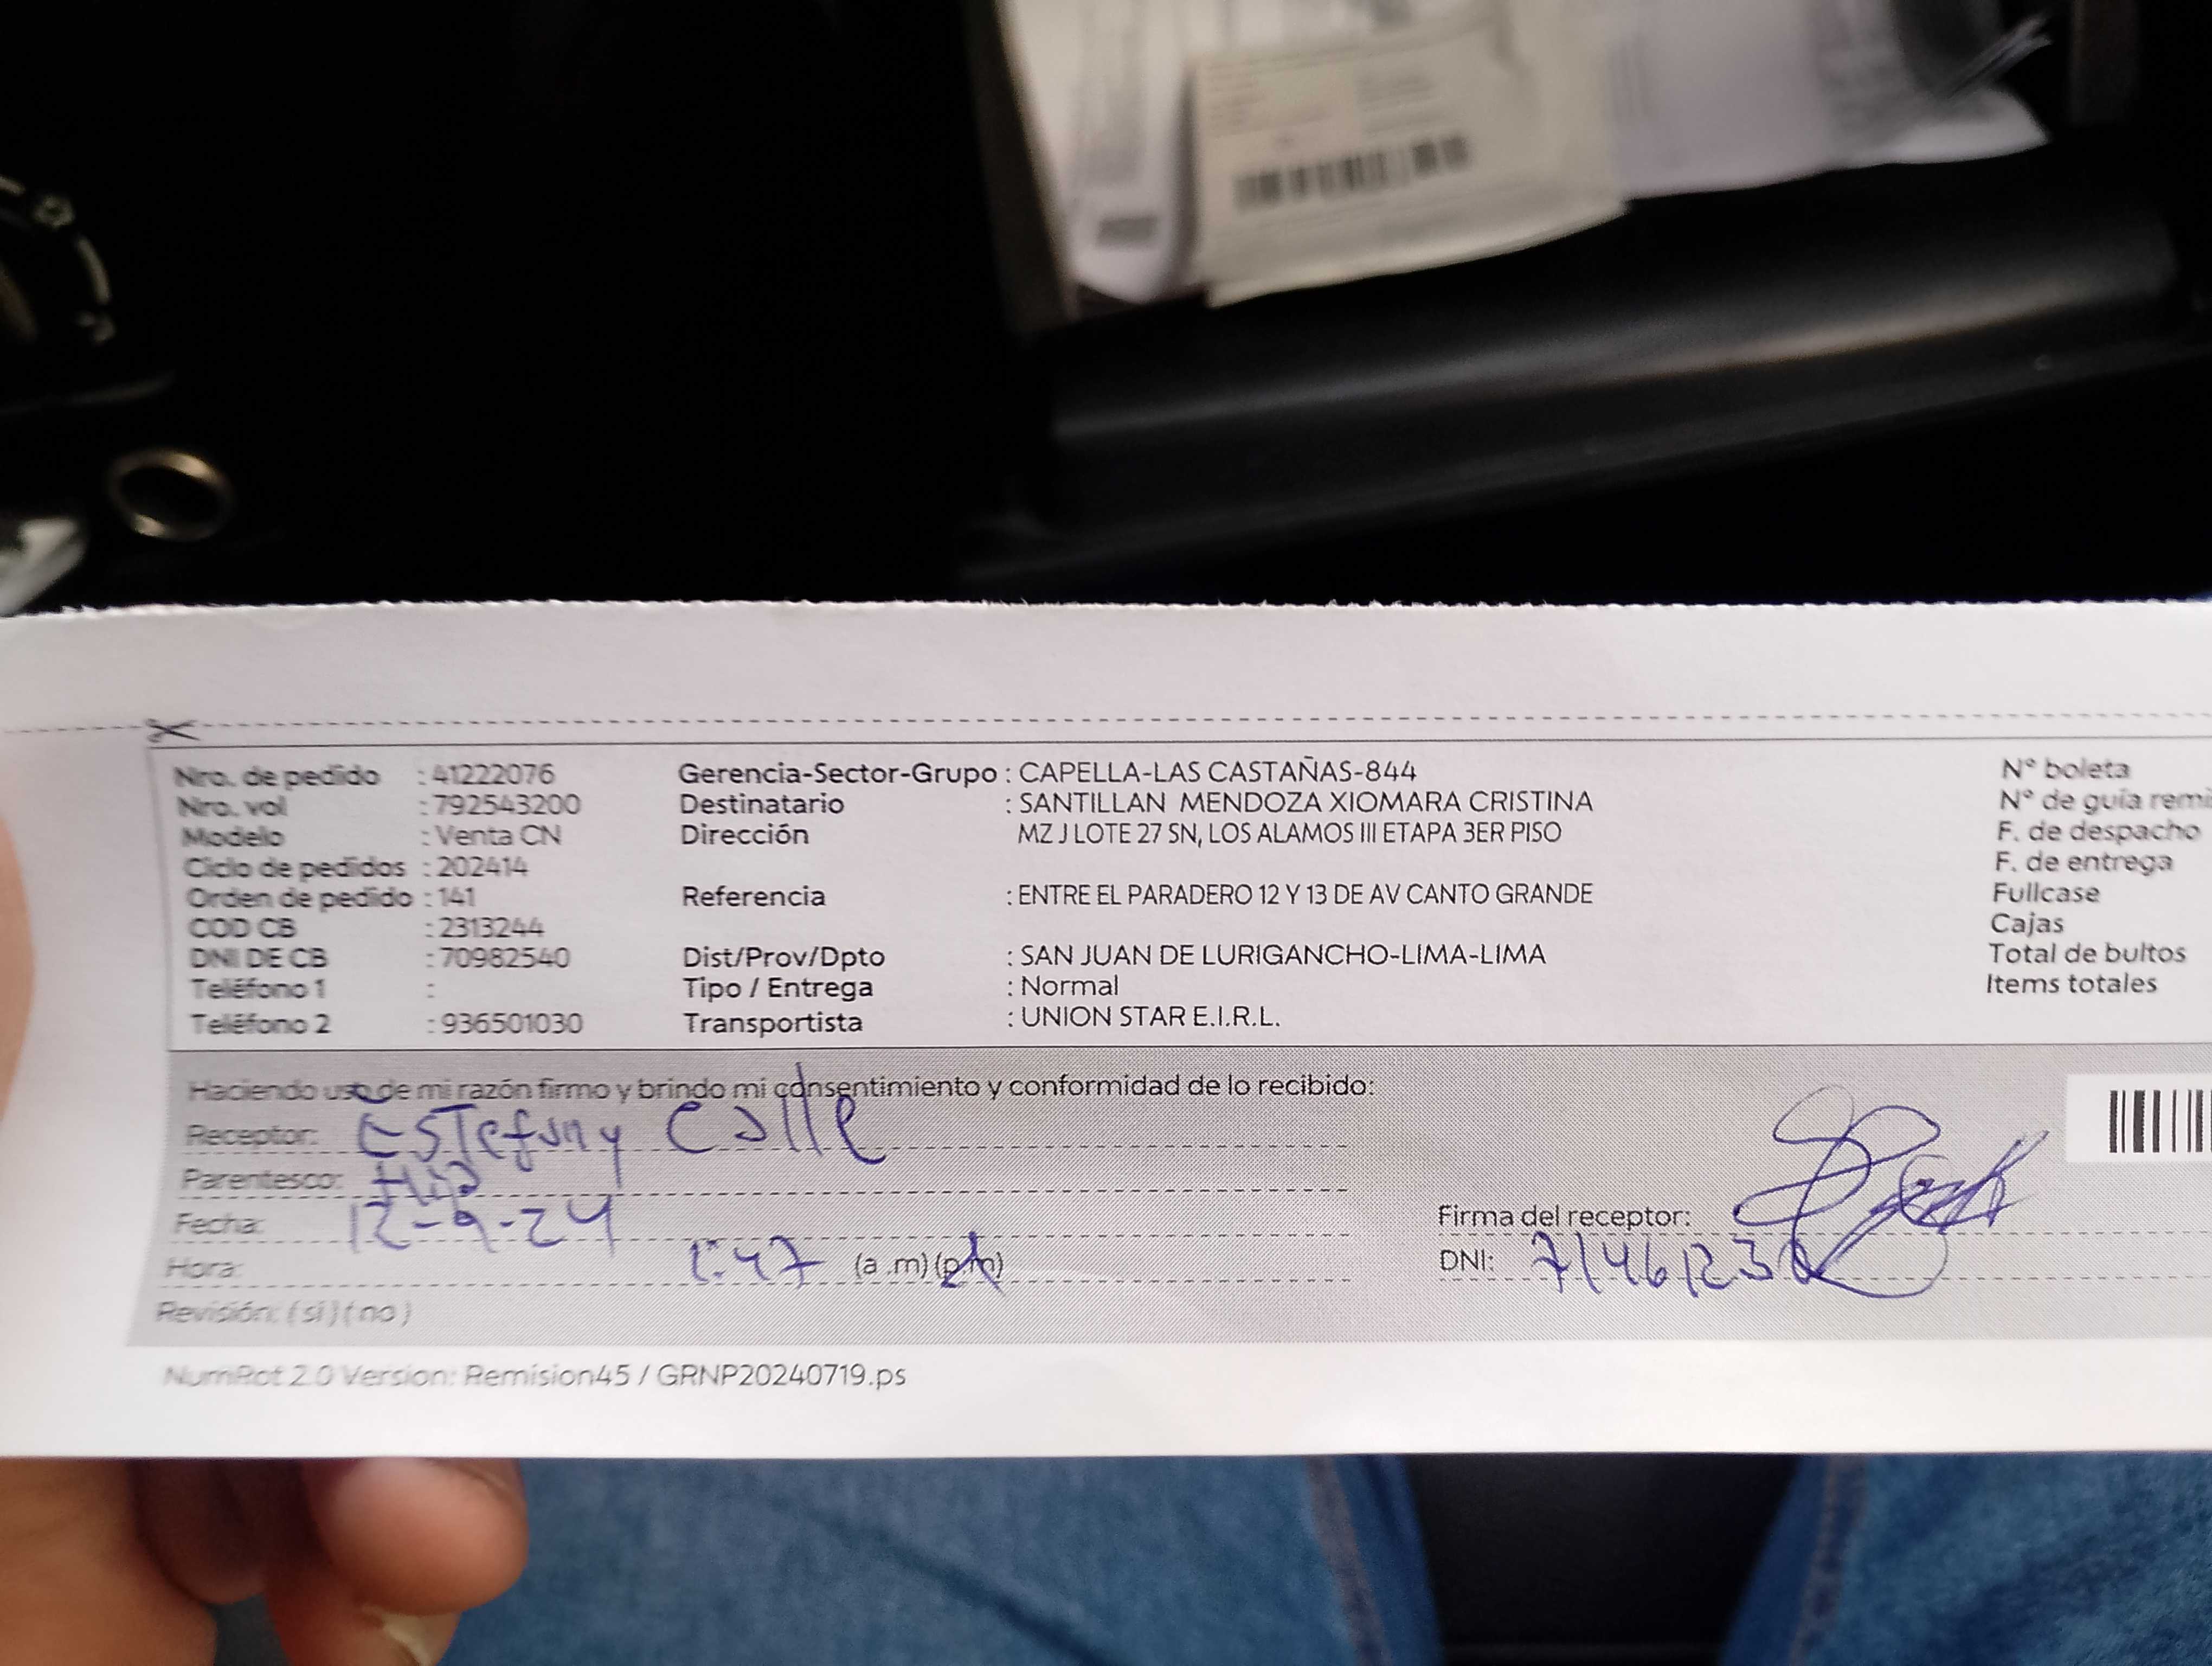 Nro. de pedido : 41222076 Gerencia-Sector-Grupo : CAPELLA-LAS CASTAÑAS-844 N° boleta
Nro. vol : 792543200 Destinatario : SANTILLAN MENDOZA XIOMARA CRISTINA N° de guía remi
Modelo : Venta CN Dirección MZ J LOTE 27 SN, LOS ALAMOS III ETAPA 3ER PISO F. de despacho
Ciclo de pedidos : 202414 F. de entrega
Orden de pedido : 141 Referencia : ENTRE EL PARADERO 12 Y 13 DE AV CANTO GRANDE Fullcase
COD CB : 2313244 Cajas
DNI DE CB : 70982540 Dist/Prov/Dpto : SAN JUAN DE LURIGANCHO-LIMA-LIMA Total de bultos
Teléfono 1 : Tipo / Entrega : Normal Items totales
Teléfono 2 : 936501030 Transportista : UNION STAR E.I.R.L.
Haciendo uso de mi razón firmo y brindo mi consentimiento y conformidad de lo recibido:
Receptor: Estefany Calle
Parentesco:
Fecha: 12-9-24 Firma del receptor:
Hora: 1:47 (a.m)(p.m) DNI:
Revisión: (si)(no)
NumRot 2.0 Version: Remision45 / GRNP20240719.ps